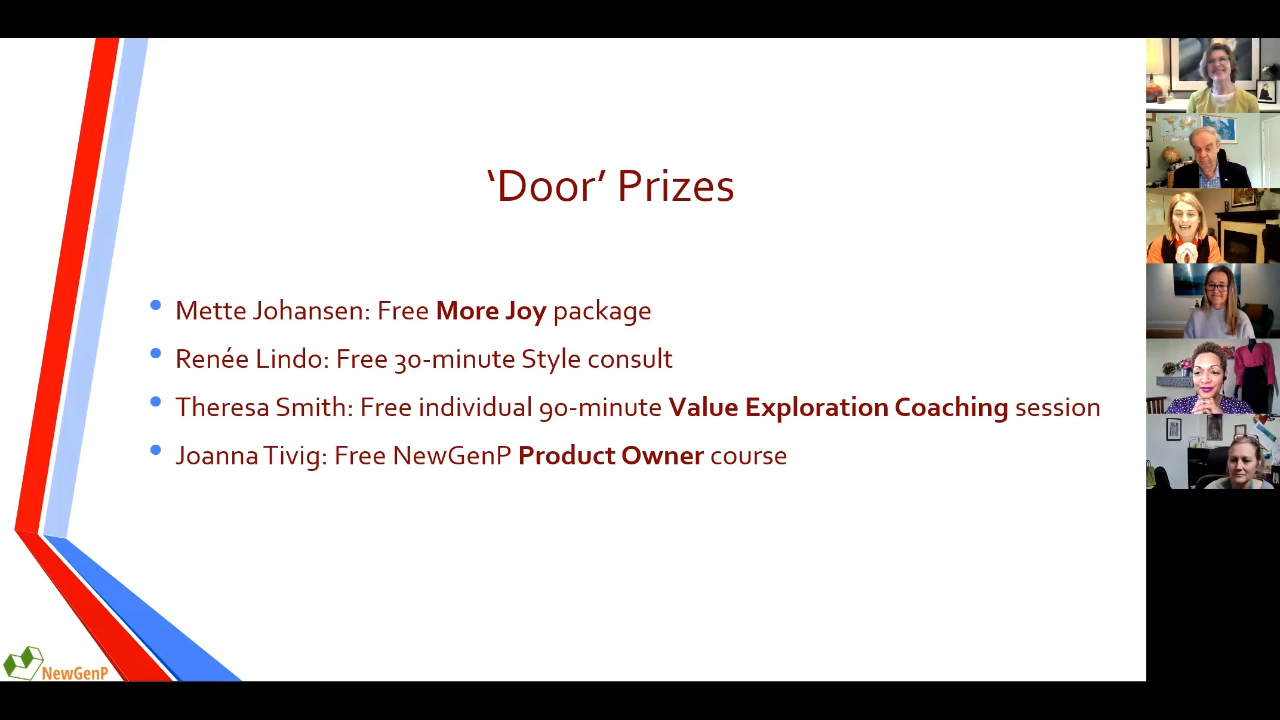 ‘Door’ Prizes
• Mette Johansen: Free More Joy package
• Renée Lindo: Free 30-minute Style consult
• Theresa Smith: Free individual 90-minute Value Exploration Coaching session
• Joanna Tivig: Free NewGenP Product Owner course
NewGenP